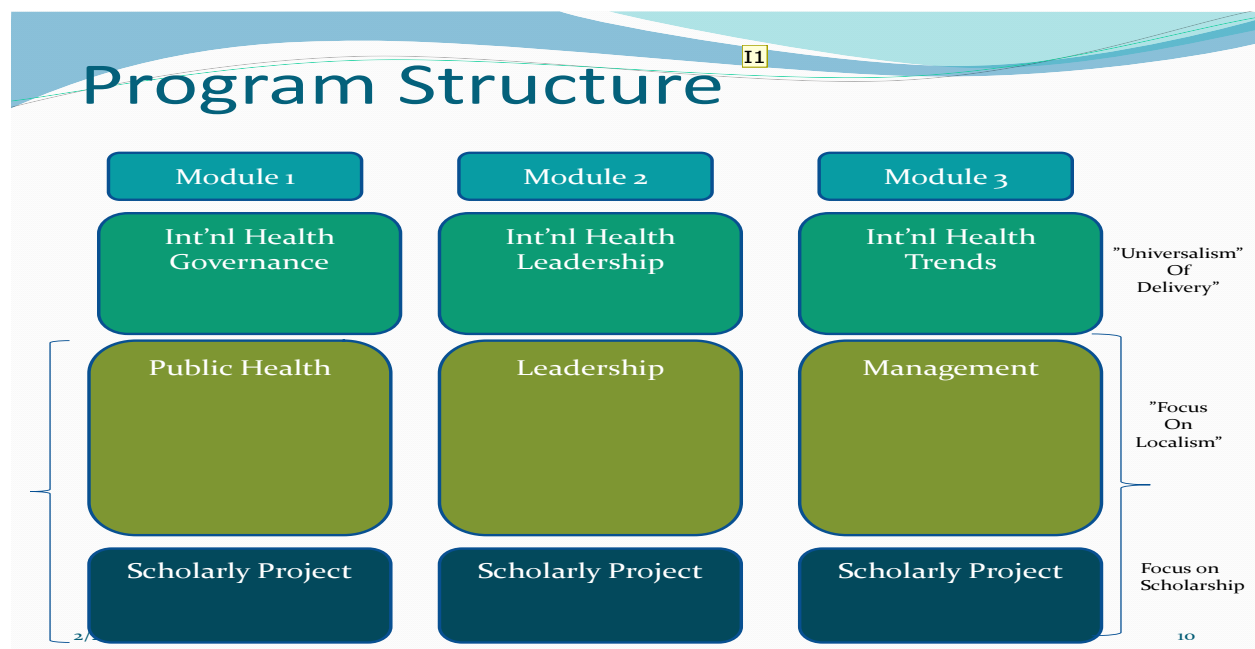 I1
Program Structure
Module 1
Module 2
Module 3
Int’nl Health
Governance
Int’nl Health
Leadership
Int’nl Health
Trends
”Universalism”
Of
Delivery”
Public Health
Leadership
Management
”Focus
On
Localism”
Scholarly Project
Scholarly Project
Scholarly Project
Focus on
Scholarship
2/
10